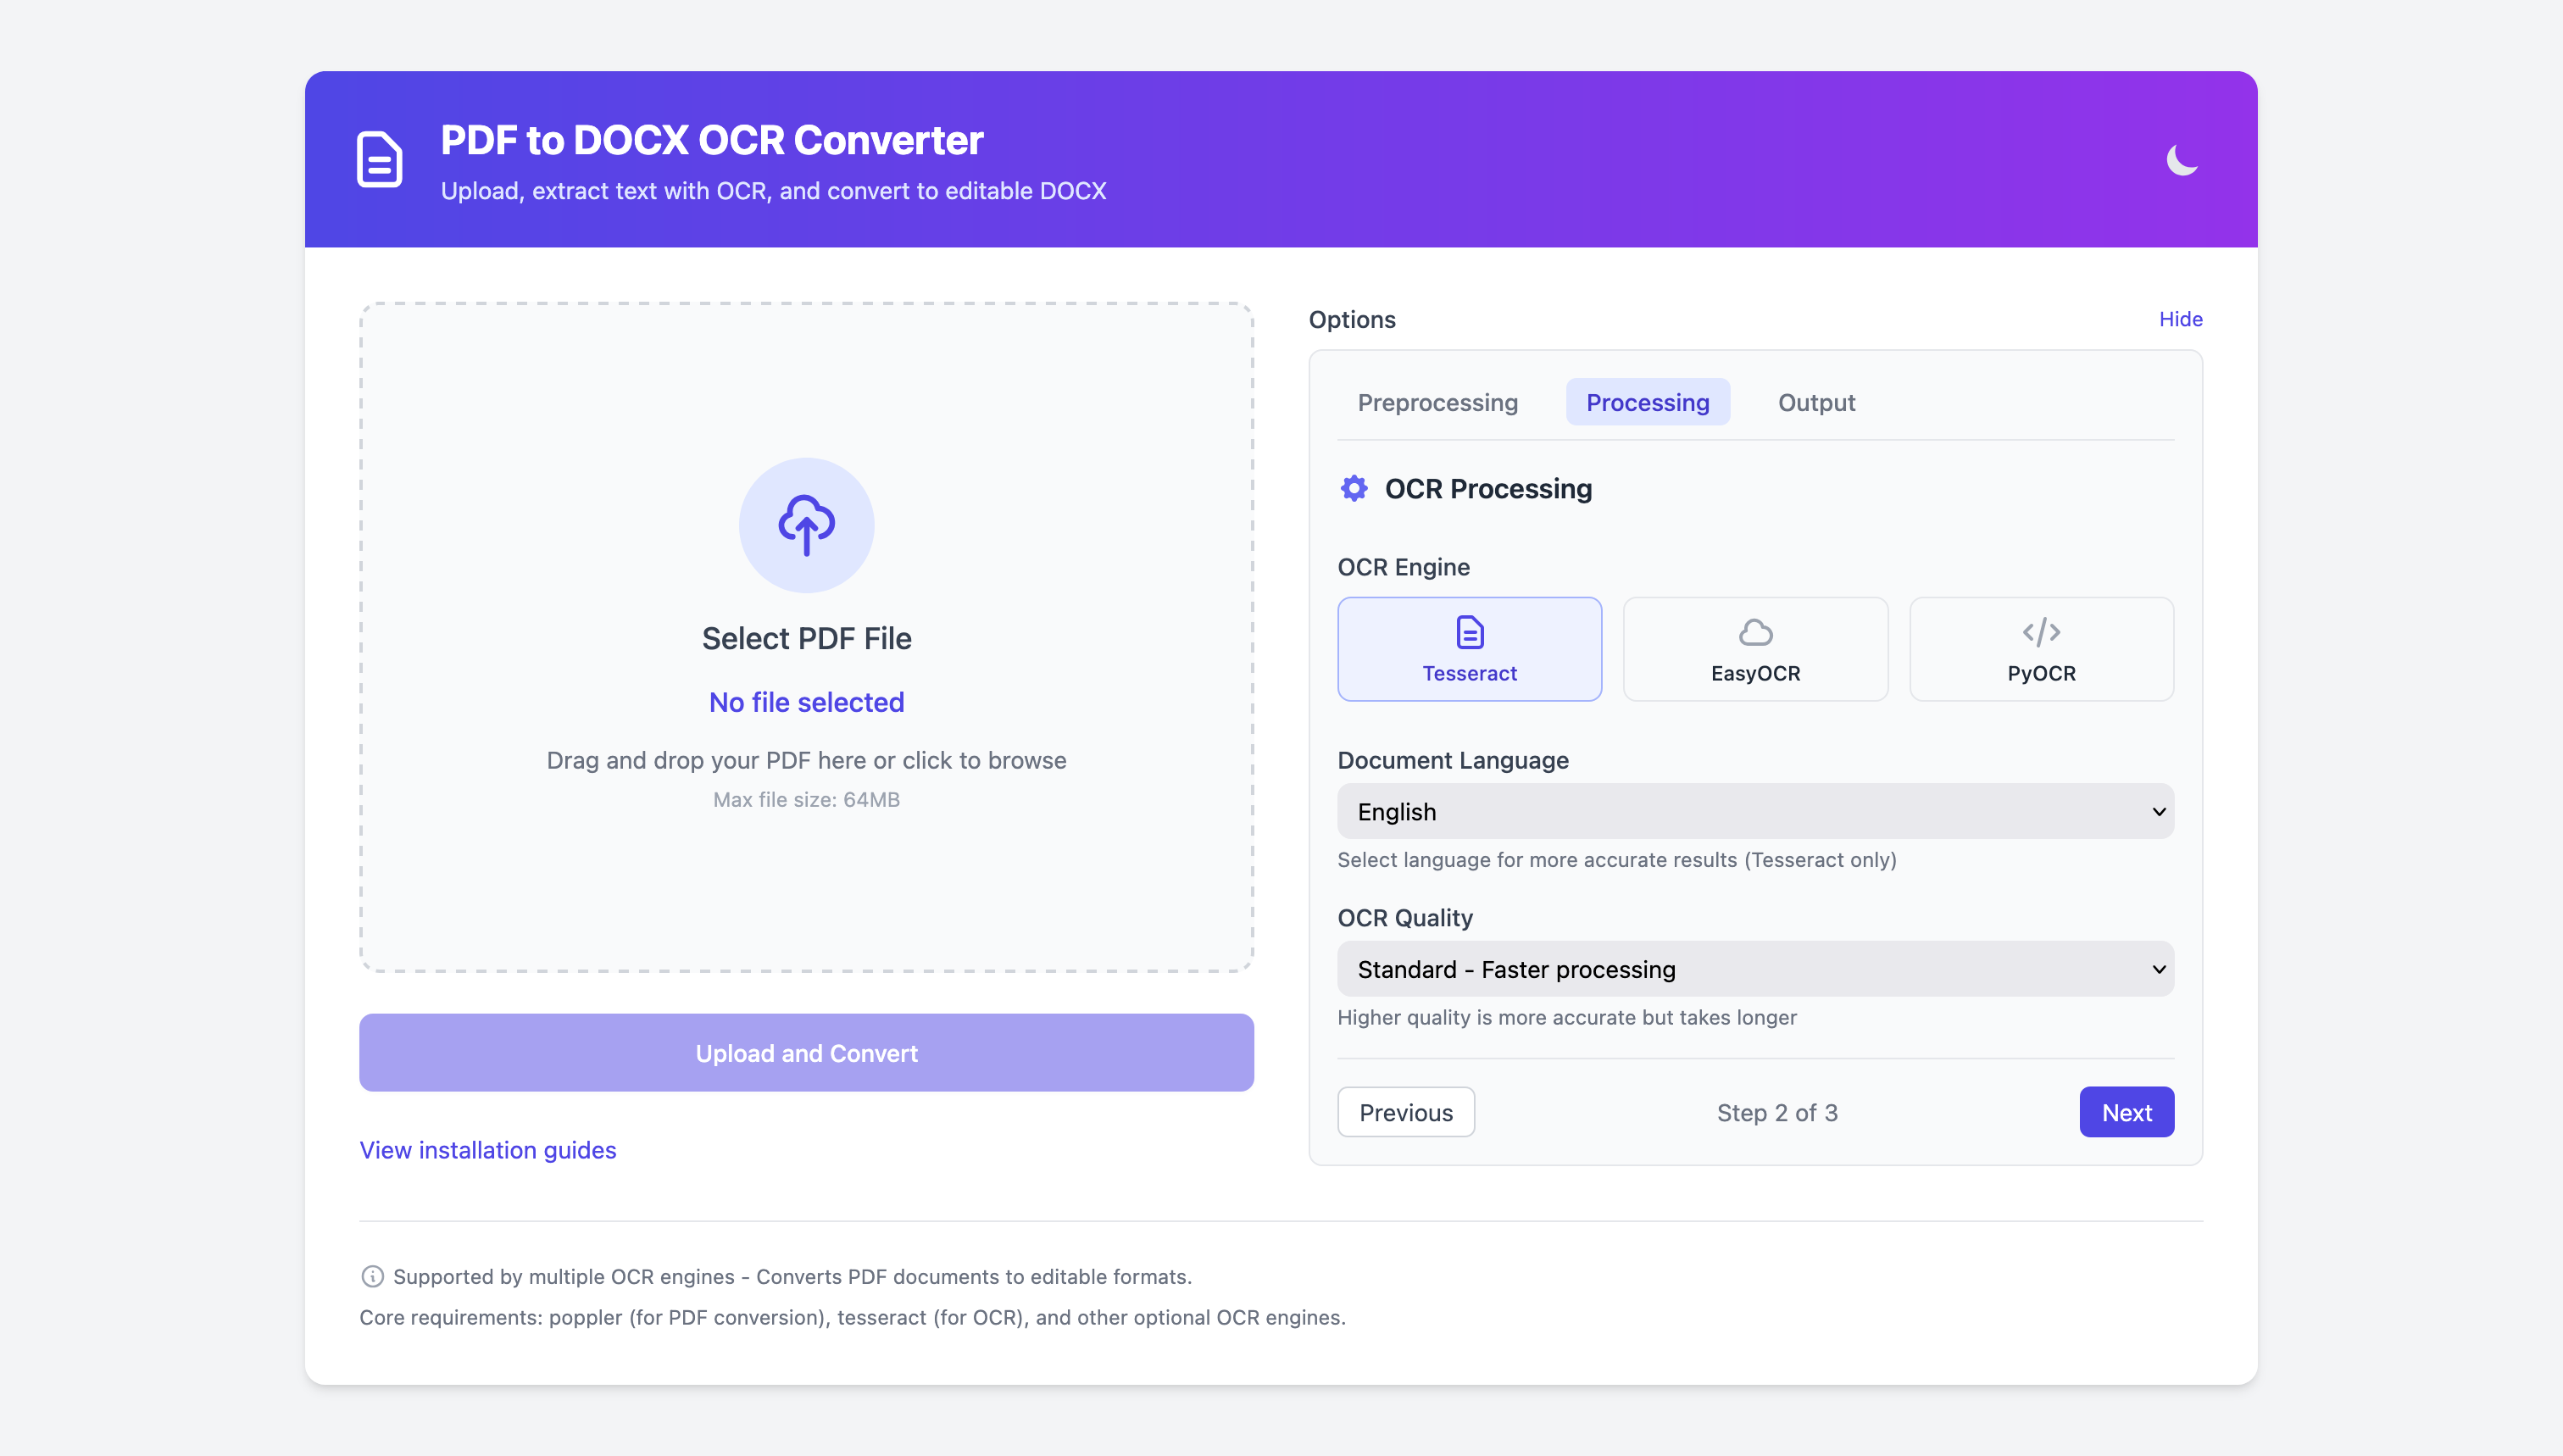 PDF to DOCX OCR Converter
Upload, extract text with OCR, and convert to editable DOCX
Select PDF File
No file selected
Drag and drop your PDF here or click to browse
Max file size: 64MB
Upload and Convert
View installation guides
Options
Hide
Preprocessing
Processing
Output
OCR Processing
OCR Engine
Tesseract
EasyOCR
PyOCR
Document Language
English
Select language for more accurate results (Tesseract only)
OCR Quality
Standard - Faster processing
Higher quality is more accurate but takes longer
Previous
Step 2 of 3
Next
Supported by multiple OCR engines - Converts PDF documents to editable formats.
Core requirements: poppler (for PDF conversion), tesseract (for OCR), and other optional OCR engines.